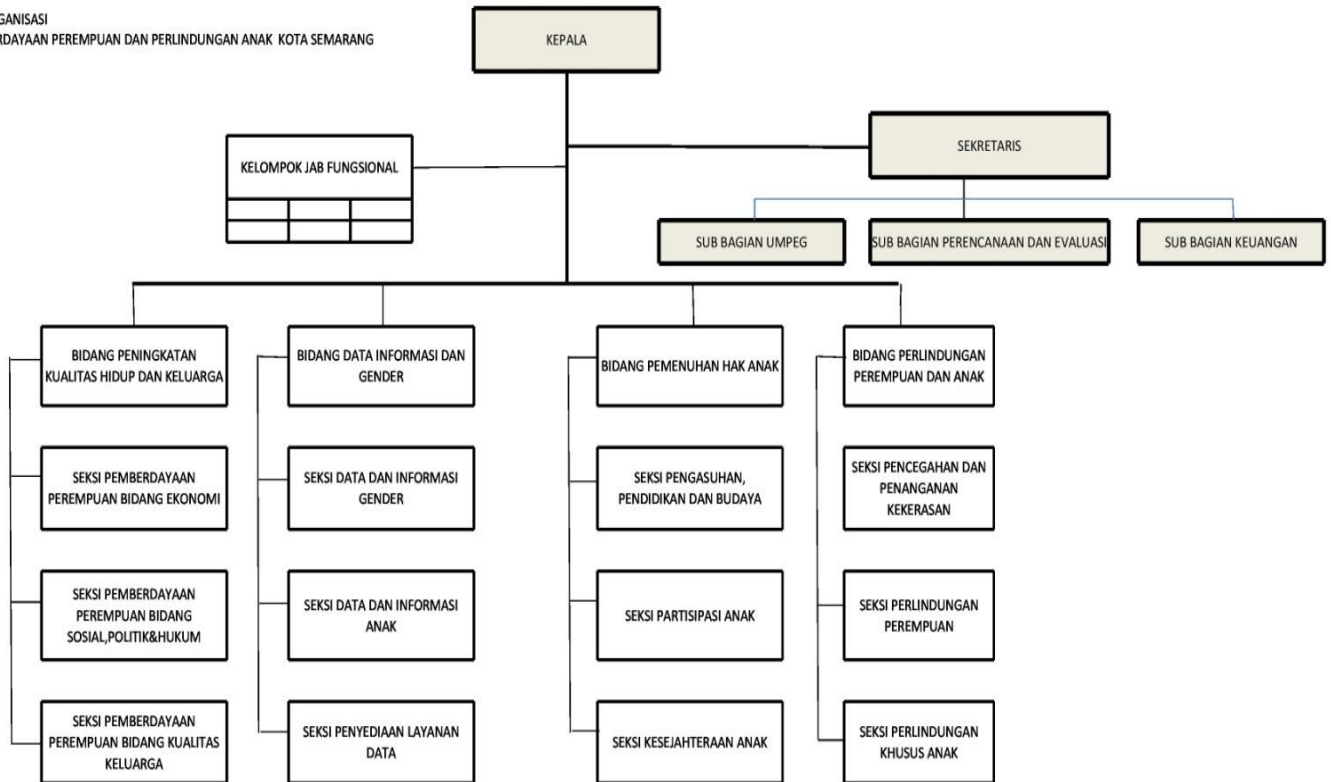 GANISASI
RDAYAAN PEREMPUAN DAN PERLINDUNGAN ANAK KOTA SEMARANG
KEPALA
SEKRETARIS
KELOMPOK JAB FUNGSIONAL
SUB BAGIAN UMPEG
SUB BAGIAN PERENCANAAN DAN EVALUASI
SUB BAGIAN KEUANGAN
BIDANG PENINGKATAN
KUALITAS HIDUP DAN KELUARGA
BIDANG DATA INFORMASI DAN
GENDER
BIDANG PEMENUHAN HAK ANAK
BIDANG PERLINDUNGAN
PEREMPUAN DAN ANAK
SEKSI PEMBERDAYAAN
PEREMPUAN BIDANG EKONOMI
SEKSI DATA DAN INFORMASI
GENDER
SEKSI PENGASUHAN,
PENDIDIKAN DAN BUDAYA
SEKSI PENCEGAHAN DAN
PENANGANAN
KEKERASAN
SEKSI PEMBERDAYAAN
PEREMPUAN BIDANG
SOSIAL,POLITIK&HUKUM
SEKSI DATA DAN INFORMASI
ANAK
SEKSI PARTISIPASI ANAK
SEKSI PERLINDUNGAN
PEREMPUAN
SEKSI PEMBERDAYAAN
PEREMPUAN BIDANG KUALITAS
KELUARGA
SEKSI PENYEDIAAN LAYANAN
DATA
SEKSI KESEJAHTERAAN ANAK
SEKSI PERLINDUNGAN
KHUSUS ANAK